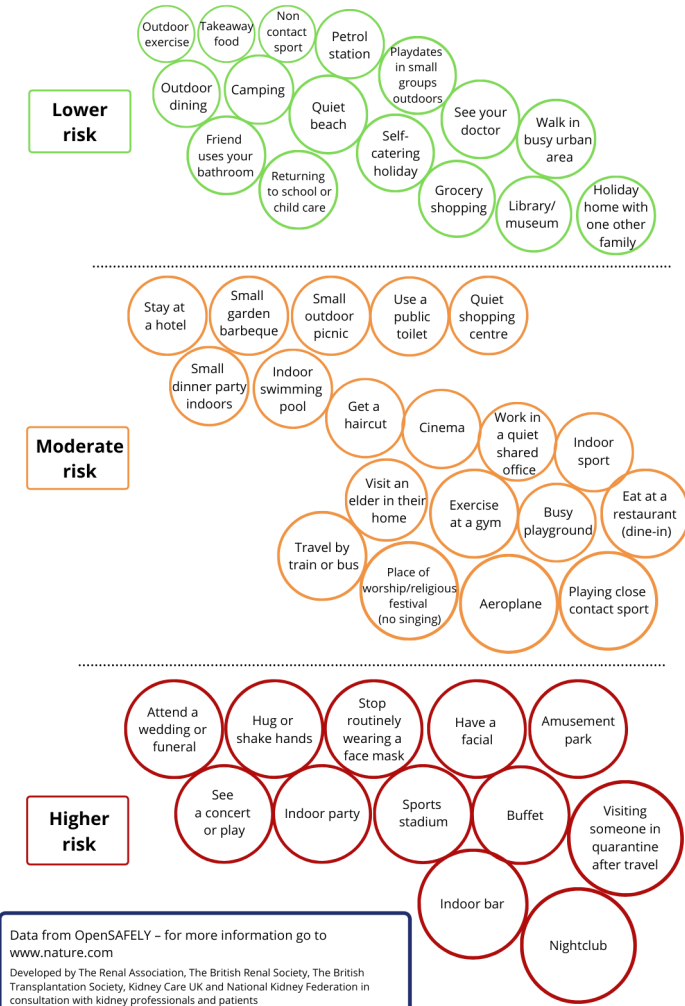 Outdoor
exercise
Takeaway
food
Non
contact
sport
Petrol
station
Playdates
in small
groups
outdoors
Outdoor
dining
Camping
Quiet
beach
See your
doctor
Walk in
busy urban
area
Lower
risk
Friend
uses your
bathroom
Self-
catering
holiday
Returning
to school or
child care
Grocery
shopping
Library/
museum
Holiday
home with
one other
family
Stay at
a hotel
Small
garden
barbeque
Small
outdoor
picnic
Use a
public
toilet
Quiet
shopping
centre
Small
dinner party
indoors
Indoor
swimming
pool
Get a
haircut
Cinema
Work in
a quiet
shared
office
Indoor
sport
Moderate
risk
Visit an
elder in their
home
Exercise
at a gym
Busy
playground
Eat at a
restaurant
(dine-in)
Travel by
train or bus
Place of
worship/religious
festival
(no singing)
Aeroplane
Playing close
contact sport
Attend a
wedding or
funeral
Hug or
shake hands
Stop
routinely
wearing a
face mask
Have a
facial
Amusement
park
Higher
risk
See
a concert
or play
Indoor party
Sports
stadium
Buffet
Visiting
someone in
quarantine
after travel
Indoor bar
Nightclub
Data from OpenSAFELY – for more information go to
www.nature.com
Developed by The Renal Association, The British Renal Society, The British
Transplantation Society, Kidney Care UK and National Kidney Federation in
consultation with kidney professionals and patients